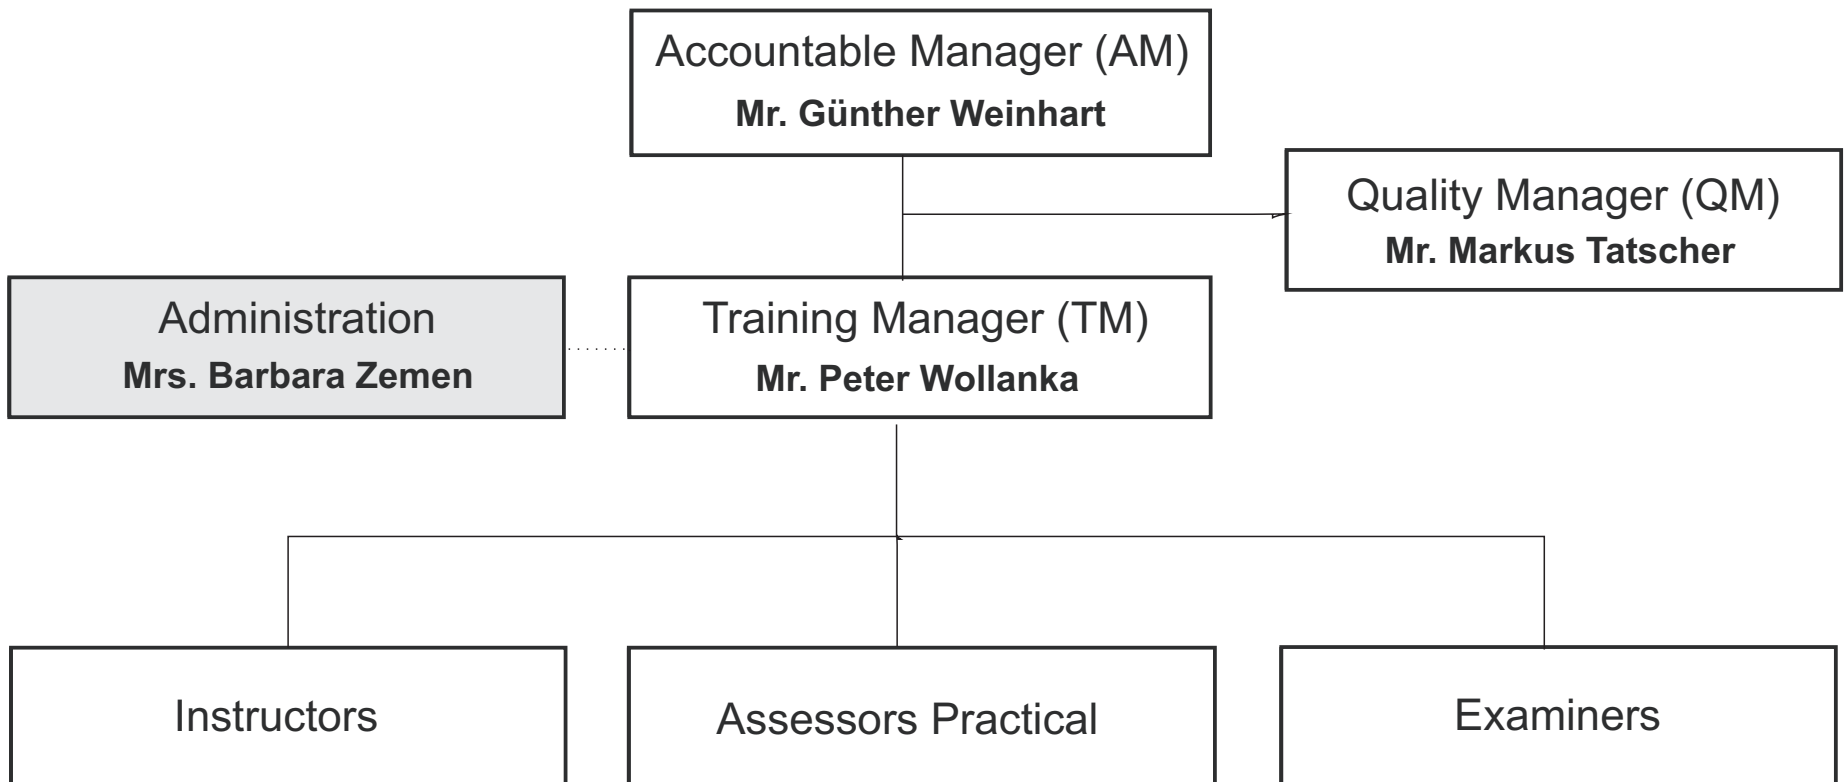 Accountable Manager (AM)
Mr. Günther Weinhart
Quality Manager (QM)
Mr. Markus Tatscher
Administration
Mrs. Barbara Zemen
Training Manager (TM)
Mr. Peter Wollanka
Instructors
Assessors Practical
Examiners